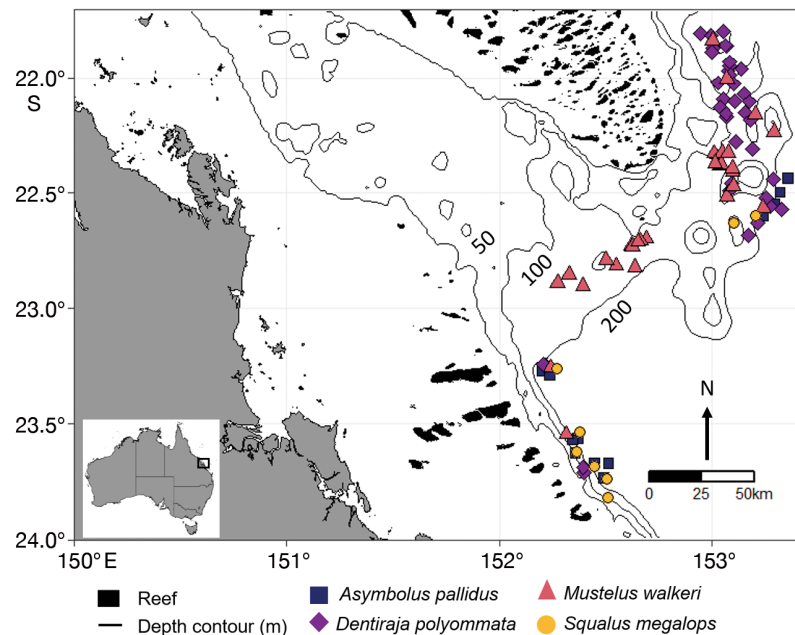 22.0°
S
22.5°
23.0°
23.5°
24.0°
50
100
200
N
0 25 50km
150°E 151° 152° 153°
Reef Asymbolus pallidus Mustelus walkeri
Depth contour (m) Dentiraja polyommata Squalus megalops